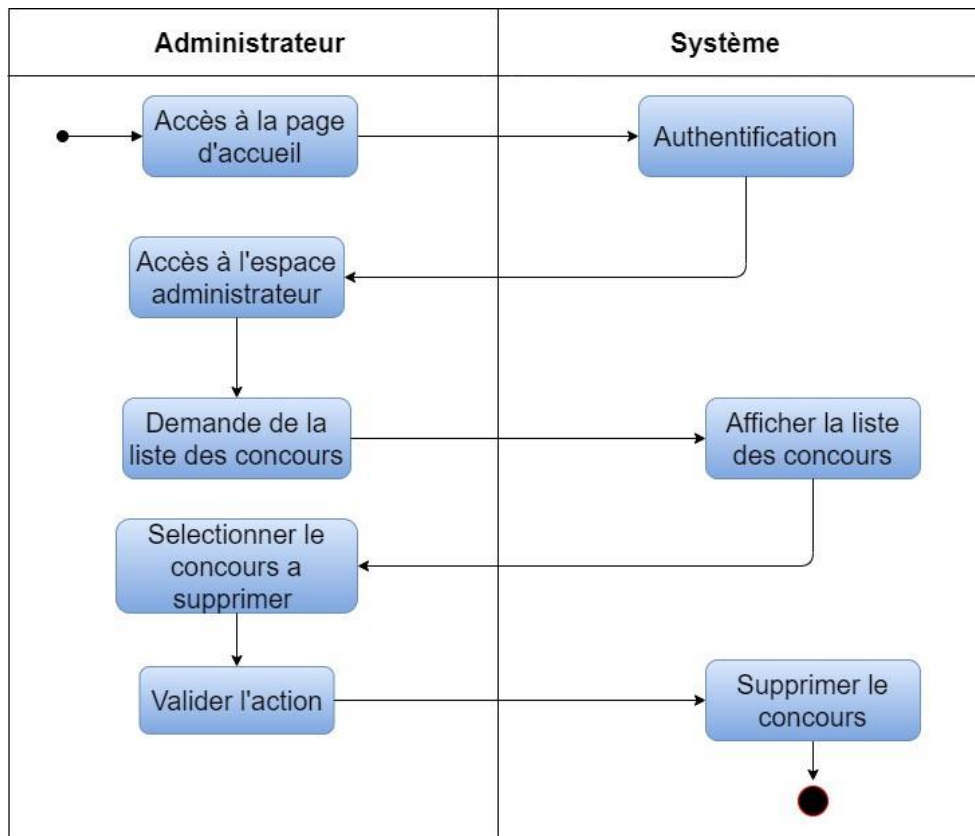 Administrateur
Système
Accès à la page
d'accueil
Authentification
Accès à l'espace
administrateur
Demande de la
liste des concours
Afficher la liste
des concours
Selectionner le
concours a
supprimer
Valider l'action
Supprimer le
concours